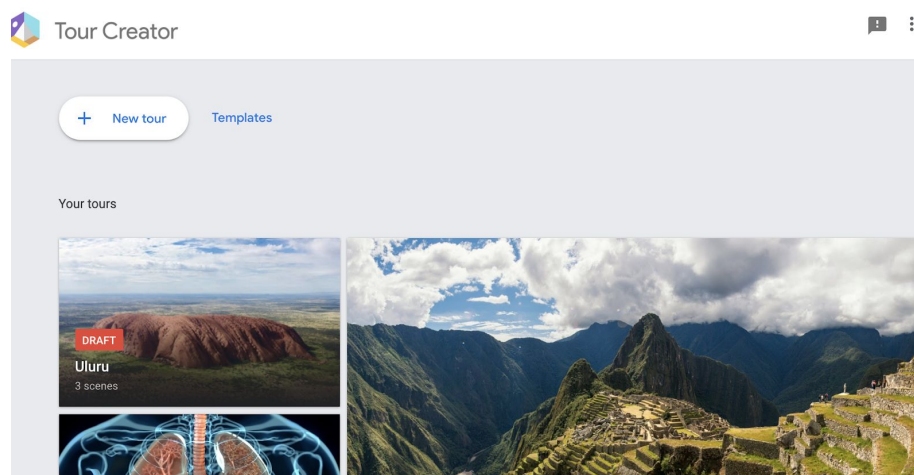 Tour Creator
New tour
Templates
Your tours
DRAFT
Uluru
3 scenes